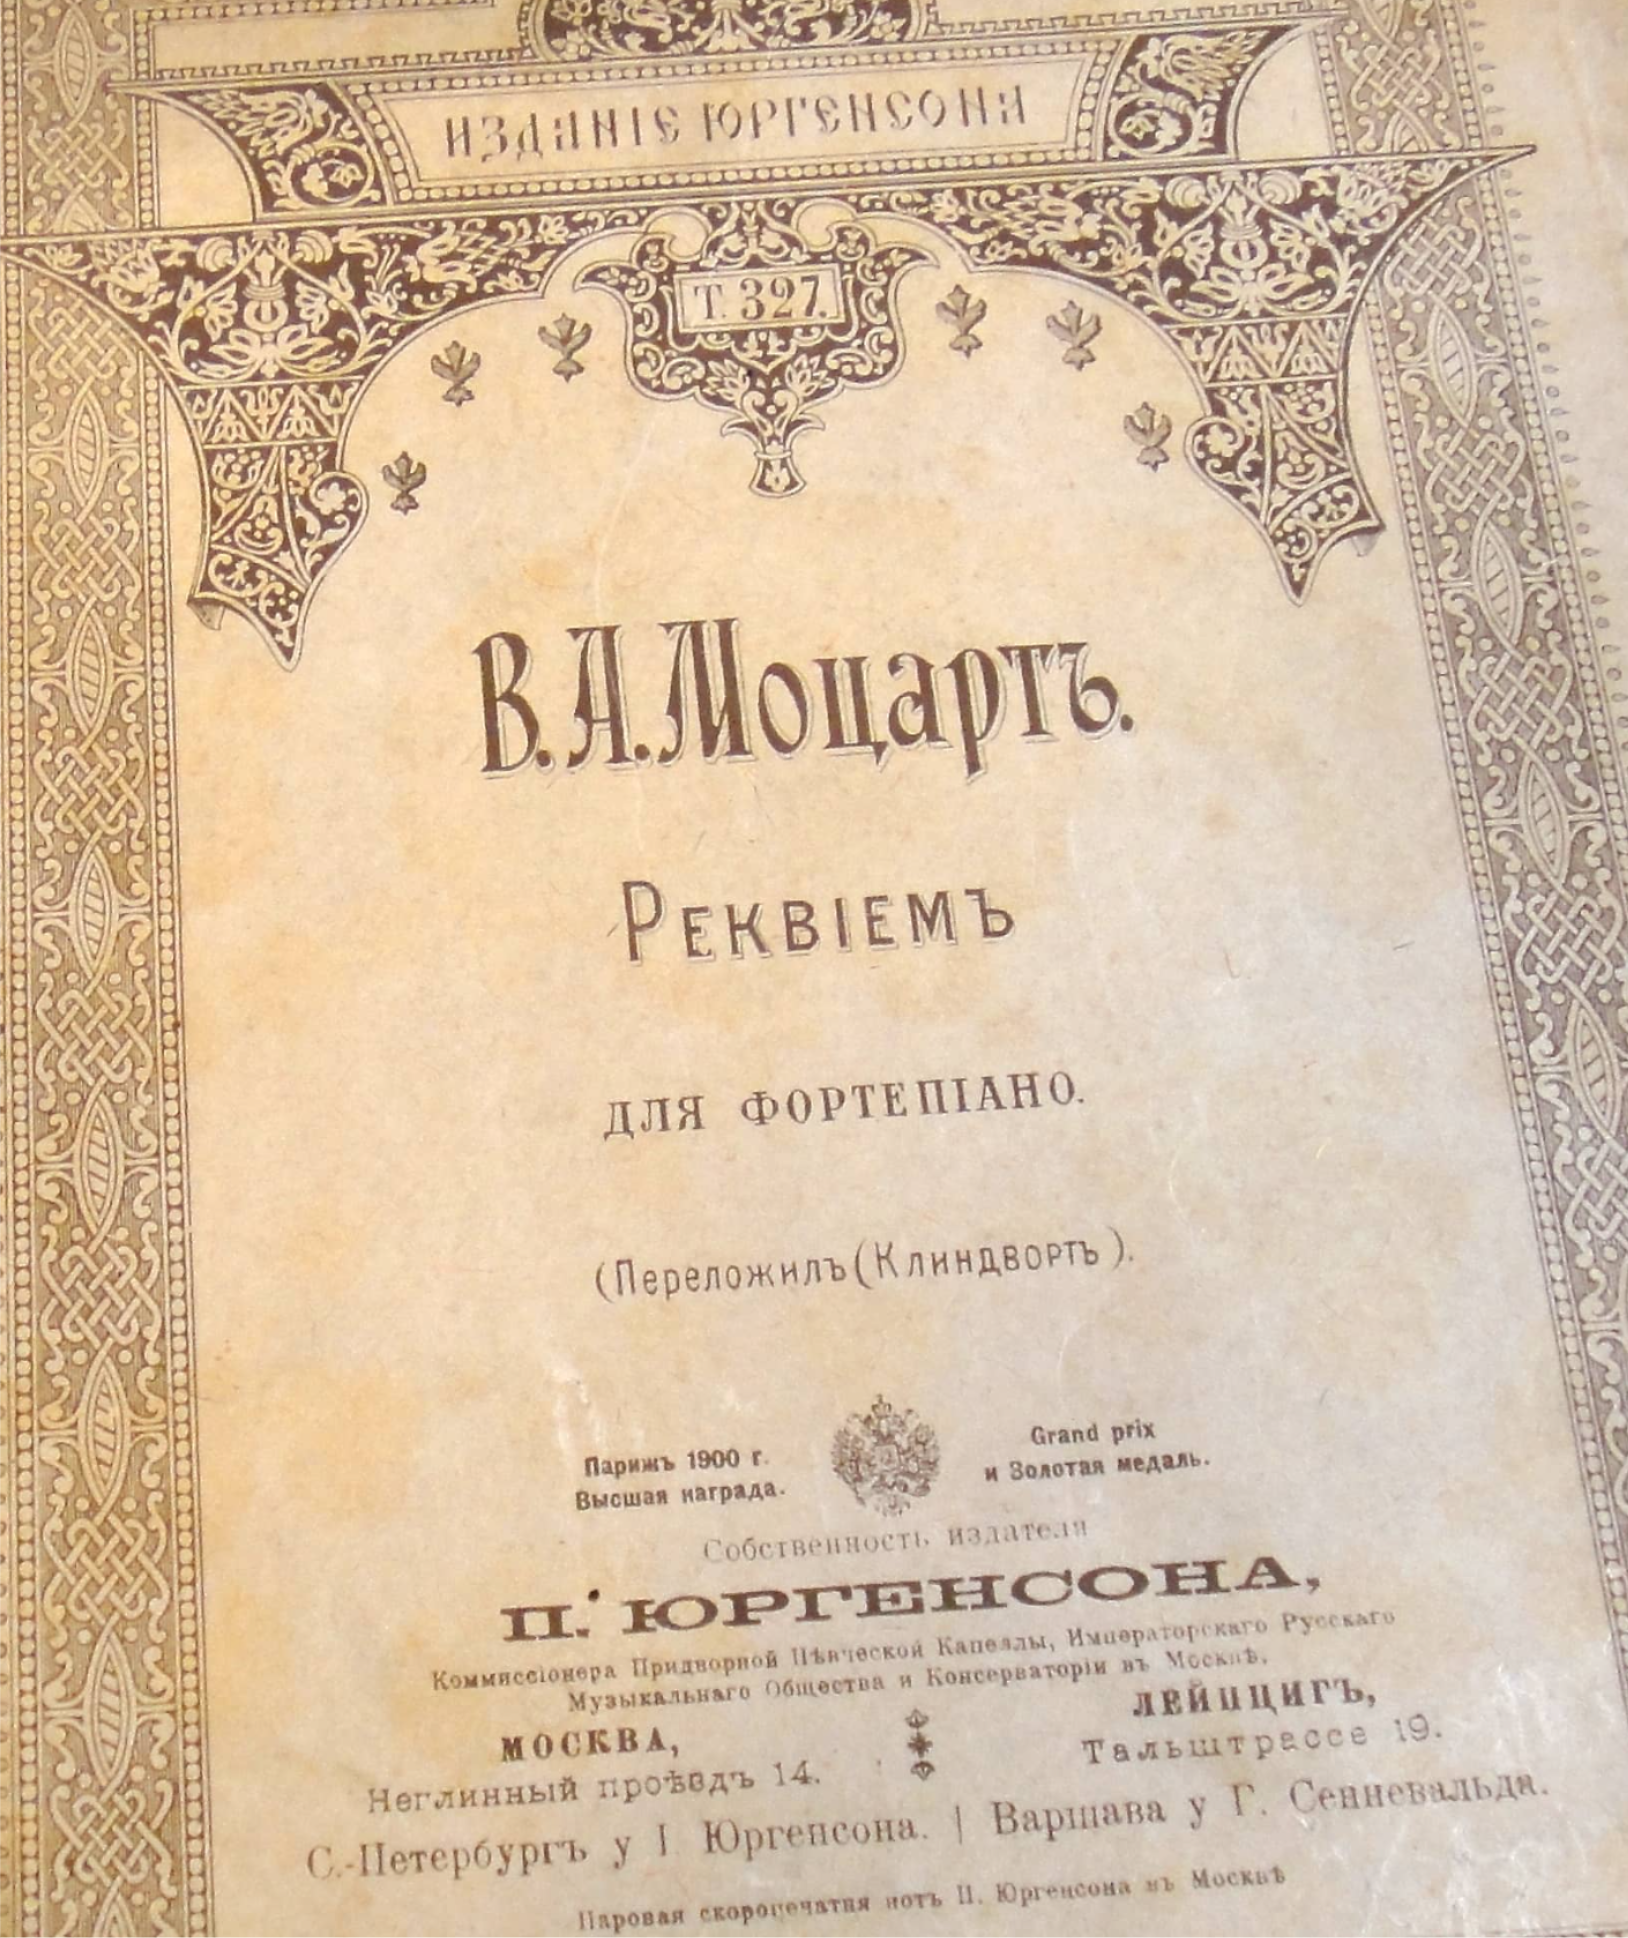 ИЗДАНІЕ ЮРГЕНСОНА
Т. 327.
В. А. Моцартъ.
Реквіемъ
ДЛЯ ФОРТЕПІАНО.
(Переложилъ (Клиндвортъ).
Парижъ 1900 г.
Высшая награда.
Grand prix
и Золотая медаль.
Собственность издателя
П. ЮРГЕНСОНА,
Коммиссіонера Придворной Пѣвческой Капеллы, Императорскаго Русскаго
Музыкальнаго Общества и Консерваторіи въ Москвѣ.
МОСКВА,
Неглинный проѣздъ 14.
ЛЕЙПЦИГЪ,
Тальштрассе 19.
С.-Петербургъ у I Юргенсона. | Варшава у Г. Сенневальда.
Паровая скоропечатня нотъ П. Юргенсона въ Москвѣ